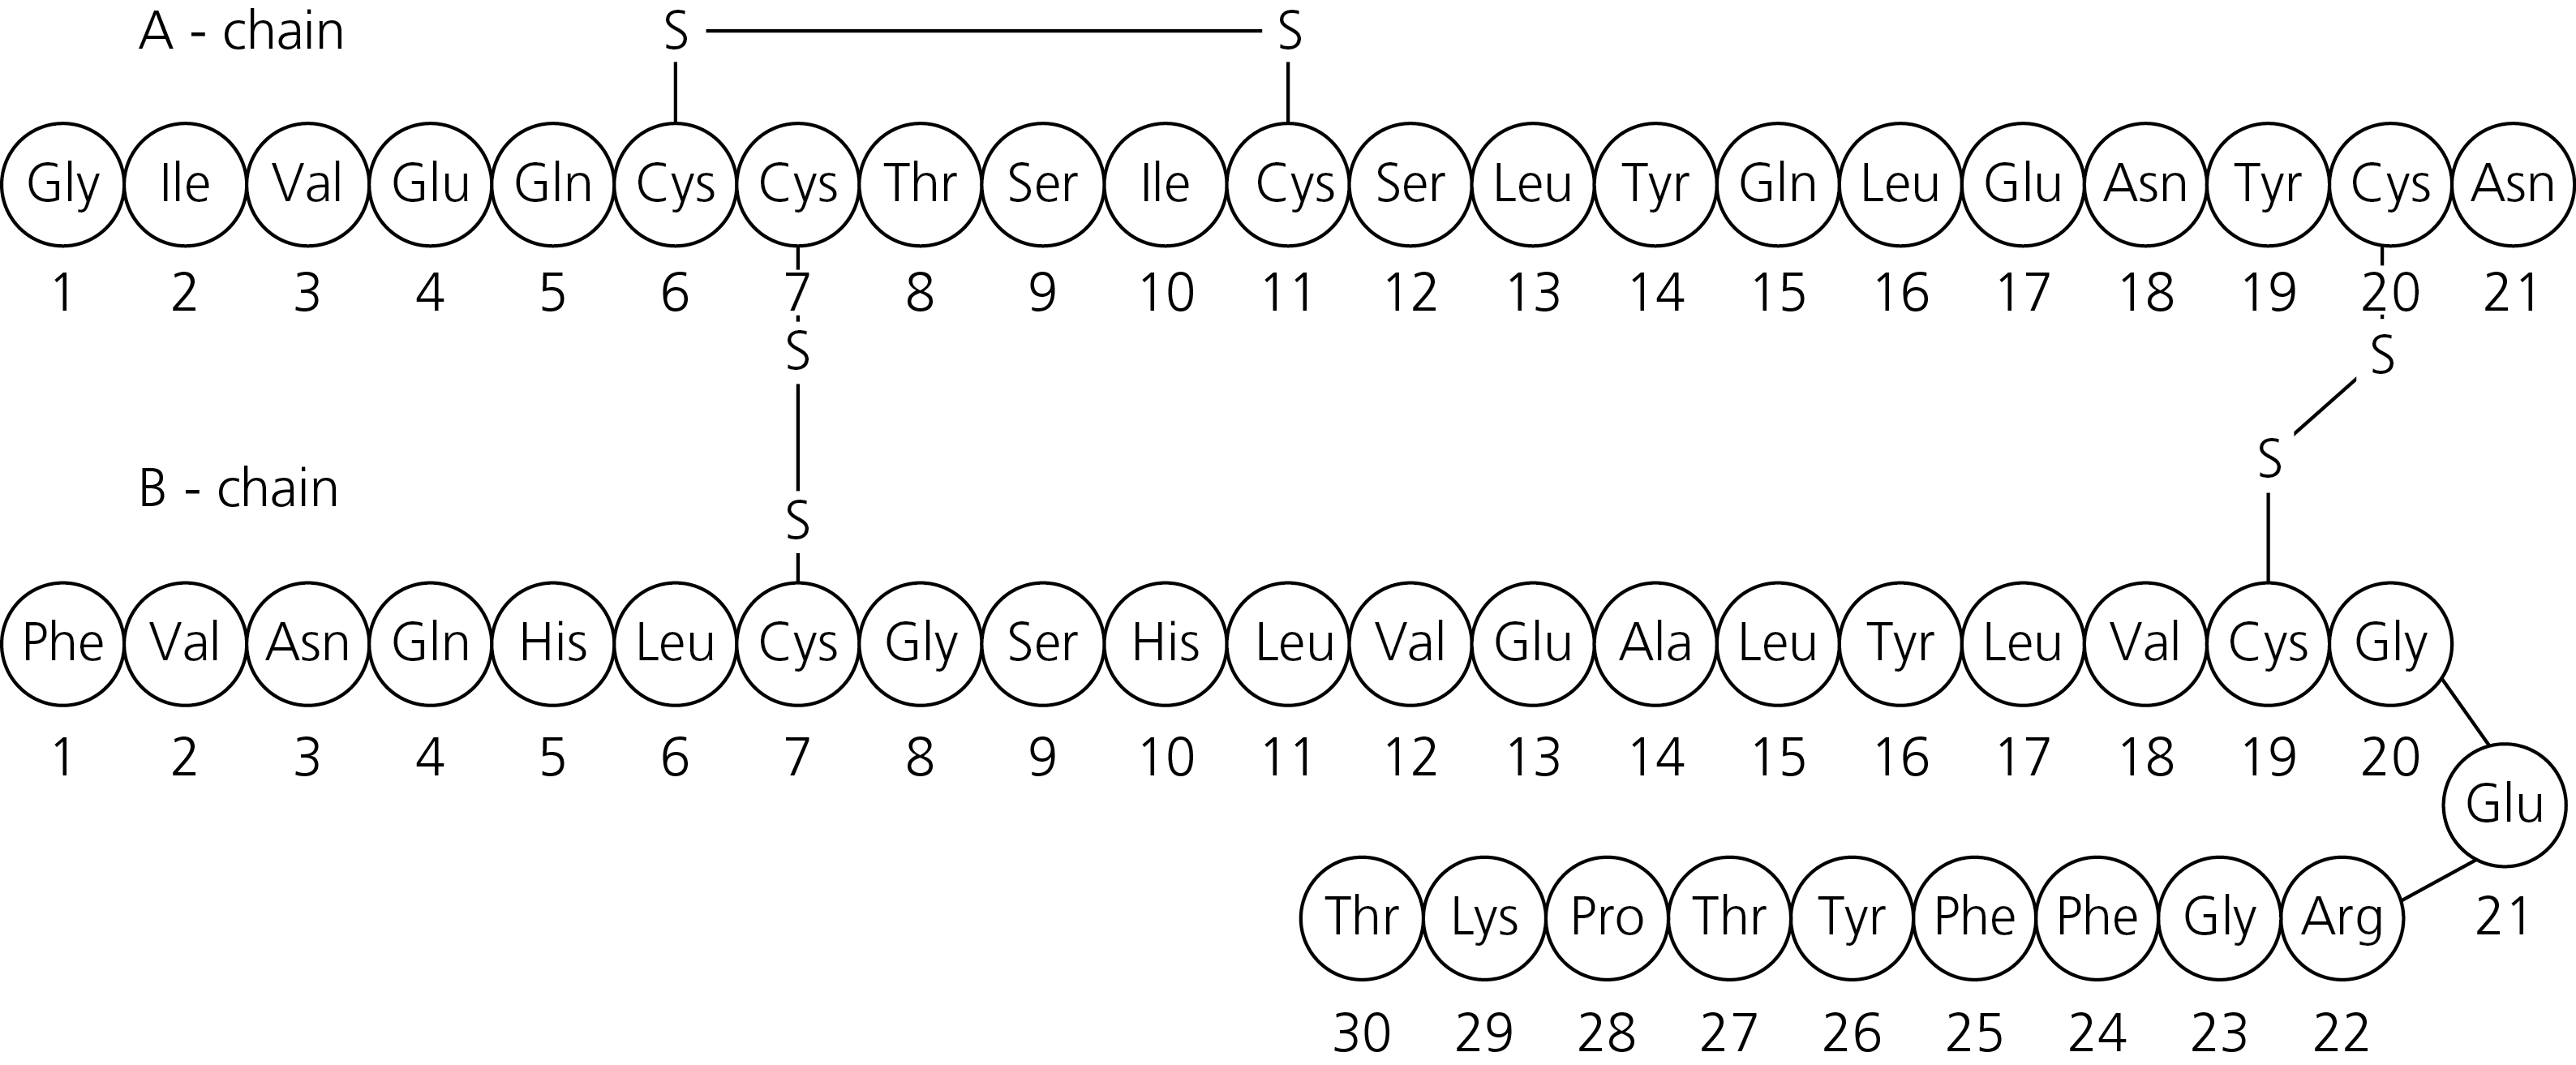 A - chain S S
Gly Ile Val Glu Gln Cys Cys Thr Ser Ile Cys Ser Leu Tyr Gln Leu Glu Asn Tyr Cys Asn
1 2 3 4 5 6 7 8 9 10 11 12 13 14 15 16 17 18 19 20 21
S S
S
B - chain
S
Phe Val Asn Gln His Leu Cys Gly Ser His Leu Val Glu Ala Leu Tyr Leu Val Cys Gly
1 2 3 4 5 6 7 8 9 10 11 12 13 14 15 16 17 18 19 20
Glu
Thr Lys Pro Thr Tyr Phe Phe Gly Arg 21
30 29 28 27 26 25 24 23 22